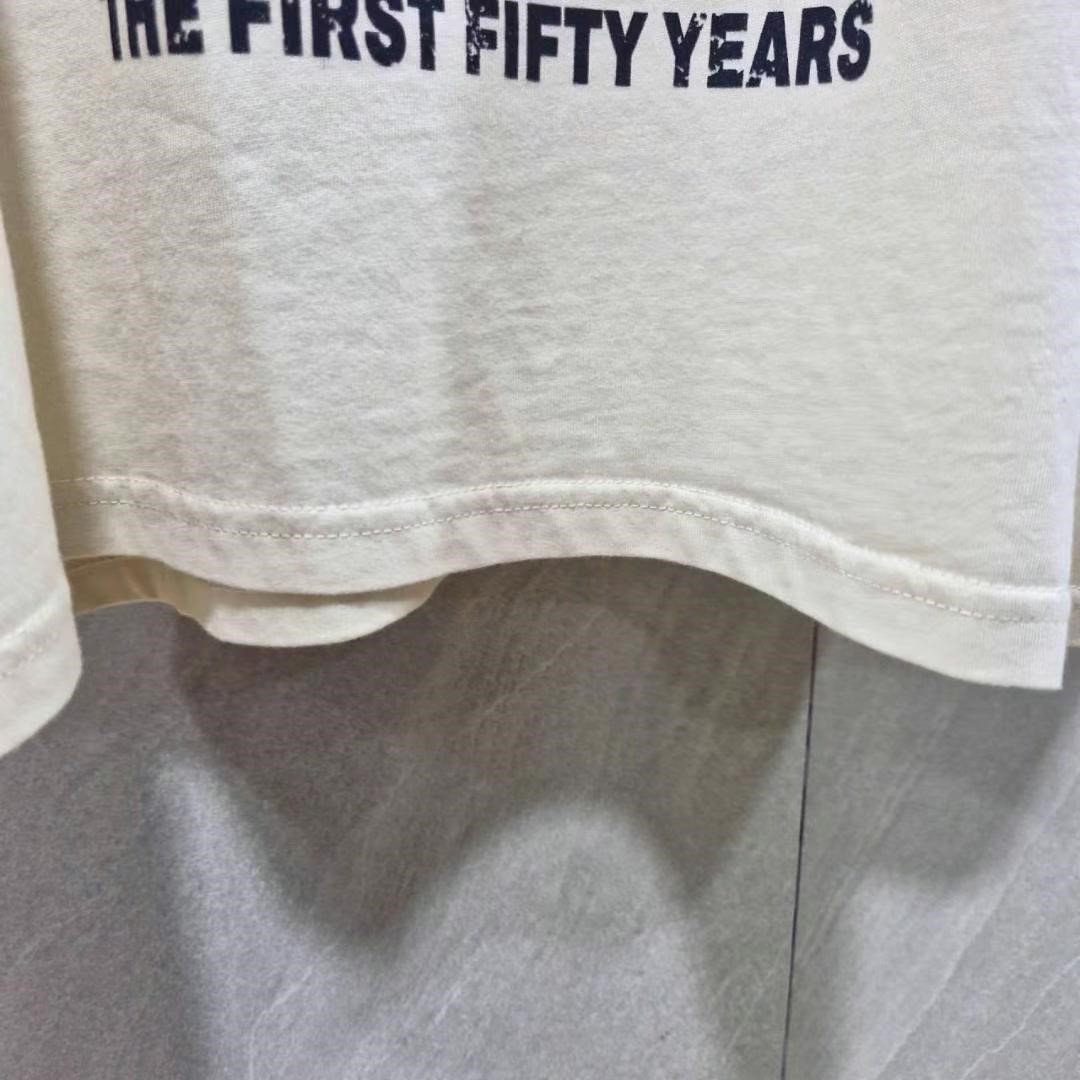 THE FIRST FIFTY YEARS